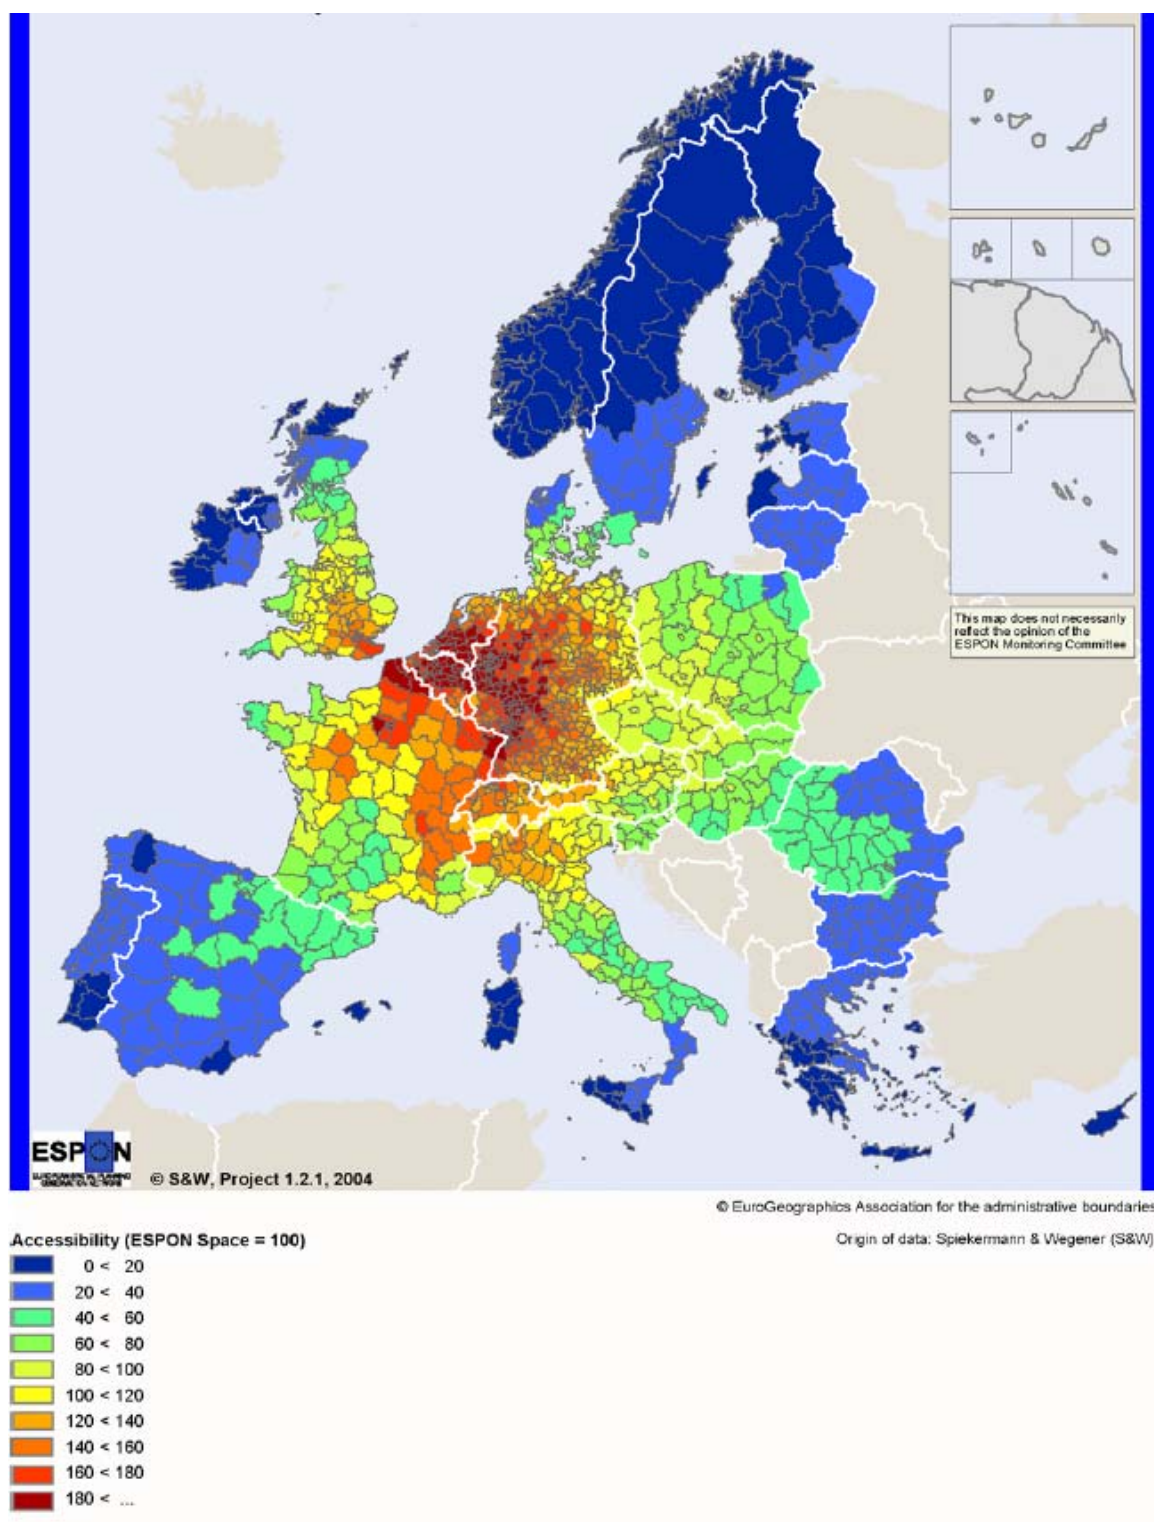 This map does not necessarily
reflect the opinion of the
ESPON Monitoring Committee
ESPON
© S&W, Project 1.2.1, 2004
© EuroGeographics Association for the administrative boundaries
Origin of data: Spiekermann & Wegener (S&W)
Accessibility (ESPON Space = 100)
0 < 20
20 < 40
40 < 60
60 < 80
80 < 100
100 < 120
120 < 140
140 < 160
160 < 180
180 < ...